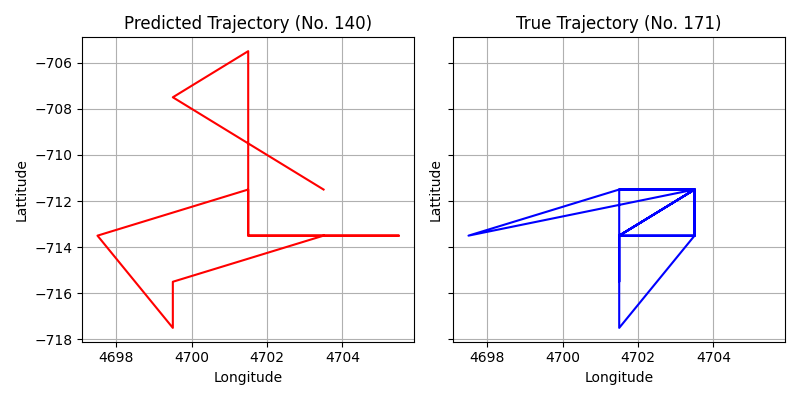 Predicted Trajectory (No. 140)
True Trajectory (No. 171)
Lattitude
−706
−708
−710
−712
−714
−716
−718
4698
4700
4702
4704
Longitude
Lattitude
4698
4700
4702
4704
Longitude